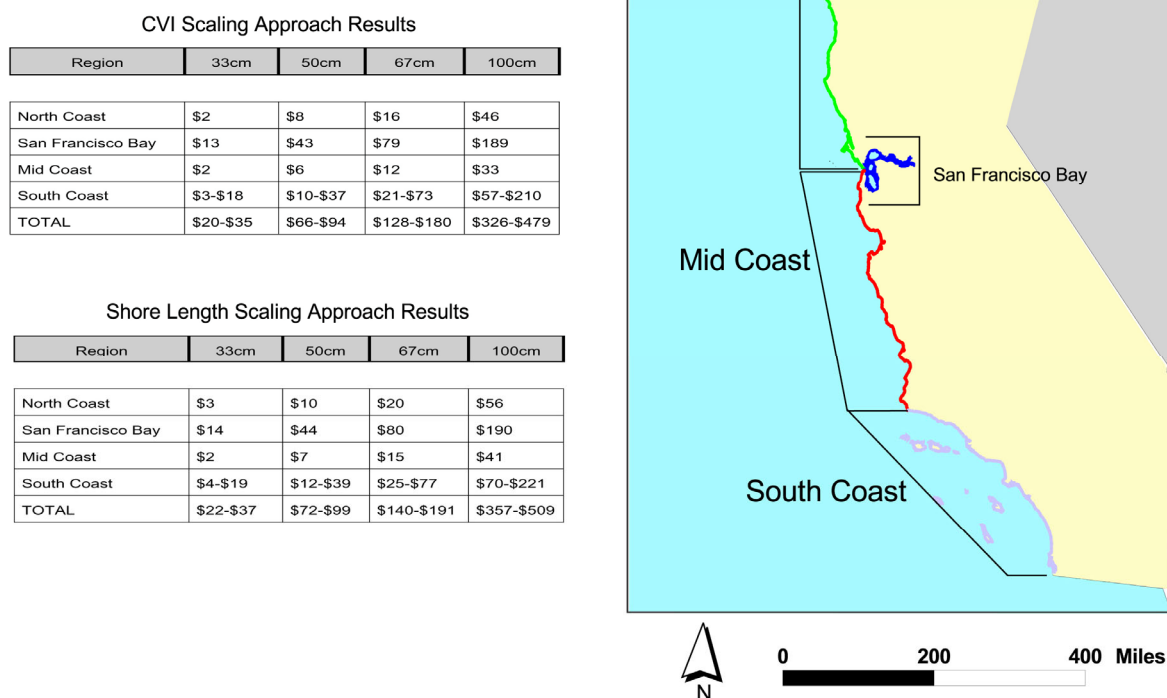 CVI Scaling Approach Results
Region 33cm 50cm 67cm 100cm
North Coast $2 $8 $16 $46
San Francisco Bay $13 $43 $79 $189
Mid Coast $2 $6 $12 $33
South Coast $3-$18 $10-$37 $21-$73 $57-$210
TOTAL $20-$35 $66-$94 $128-$180 $326-$479
Shore Length Scaling Approach Results
Region 33cm 50cm 67cm 100cm
North Coast $3 $10 $20 $56
San Francisco Bay $14 $44 $80 $190
Mid Coast $2 $7 $15 $41
South Coast $4-$19 $12-$39 $25-$77 $70-$221
TOTAL $22-$37 $72-$99 $140-$191 $357-$509
San Francisco Bay
Mid Coast
South Coast
0 200 400 Miles
N